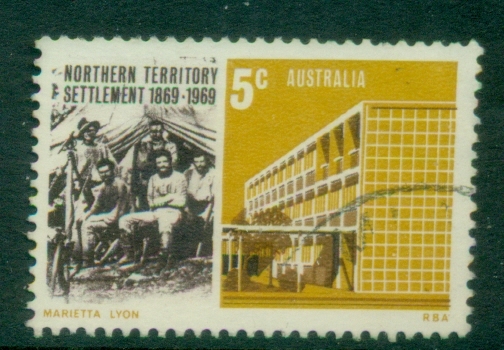 NORTHERN TERRITORY
SETTLEMENT 1869·1969
5c AUSTRALIA
MARIETTA LYON
RBA